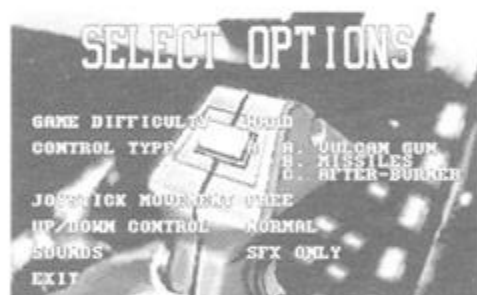 SELECT OPTIONS
GAME DIFFICULTY HARD
CONTROL TYPE A. VULCAN GUN
B. MISSILES
C. AFTER-BURNER
JOYSTICK MOVEMENT FREE
UP/DOWN CONTROL NORMAL
SOUNDS SFX ONLY
EXIT